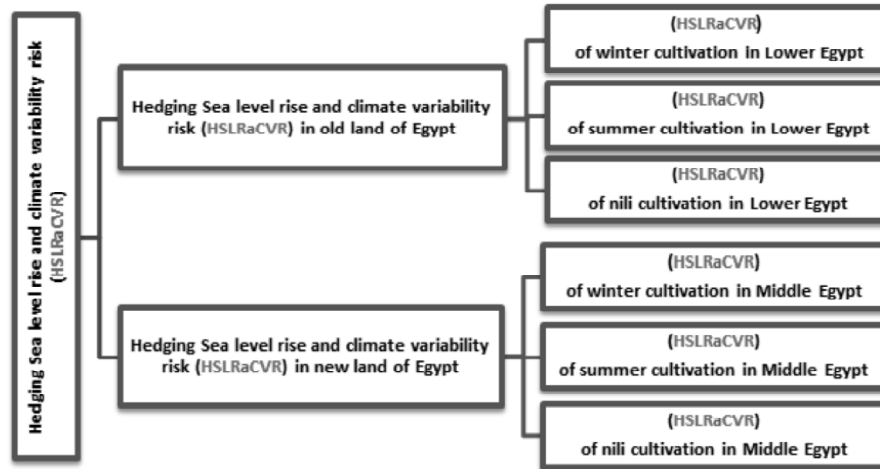 Hedging Sea level rise and climate variability risk
(HSLRaCVR)
Hedging Sea level rise and climate variability
risk (HSLRaCVR) in old land of Egypt
(HSLRaCVR)
of winter cultivation in Lower Egypt
(HSLRaCVR)
of summer cultivation in Lower Egypt
(HSLRaCVR)
of nili cultivation in Lower Egypt
Hedging Sea level rise and climate variability
risk (HSLRaCVR) in new land of Egypt
(HSLRaCVR)
of winter cultivation in Middle Egypt
(HSLRaCVR)
of summer cultivation in Middle Egypt
(HSLRaCVR)
of nili cultivation in Middle Egypt